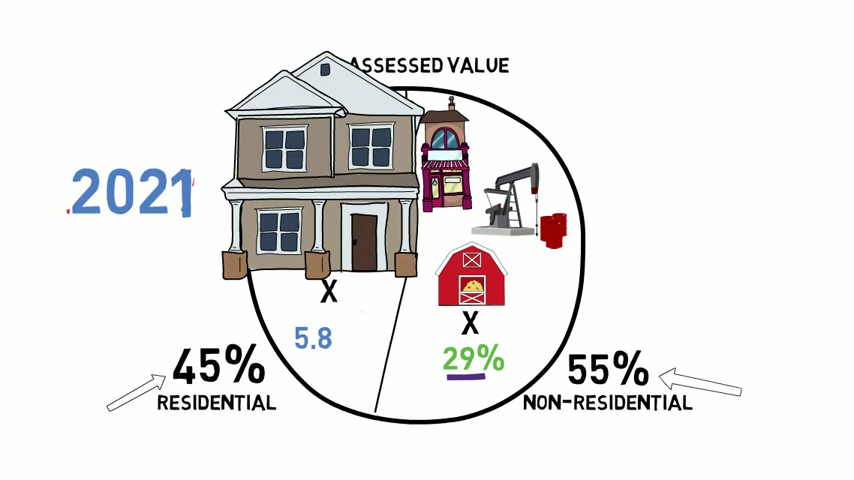 ASSESSED VALUE
2021
X
5.8
X
29%
45%
RESIDENTIAL
55%
NON-RESIDENTIAL